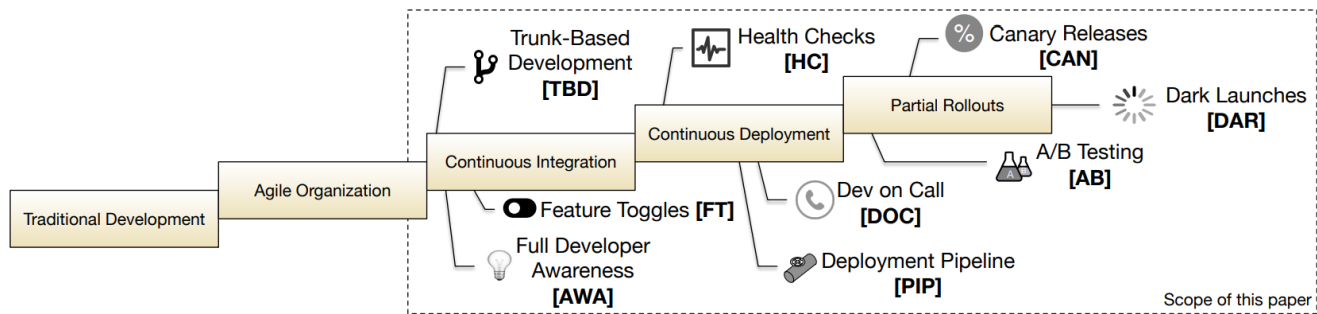 Trunk-Based
Development
[TBD]
Health Checks
[HC]
Canary Releases
[CAN]
Traditional Development
Agile Organization
Continuous Integration
Continuous Deployment
Partial Rollouts
Dark Launches
[DAR]
A/B Testing
[AB]
A
B
%
Feature Toggles [FT]
Dev on Call
[DOC]
Full Developer
Awareness
[AWA]
Deployment Pipeline
[PIP]
Scope of this paper